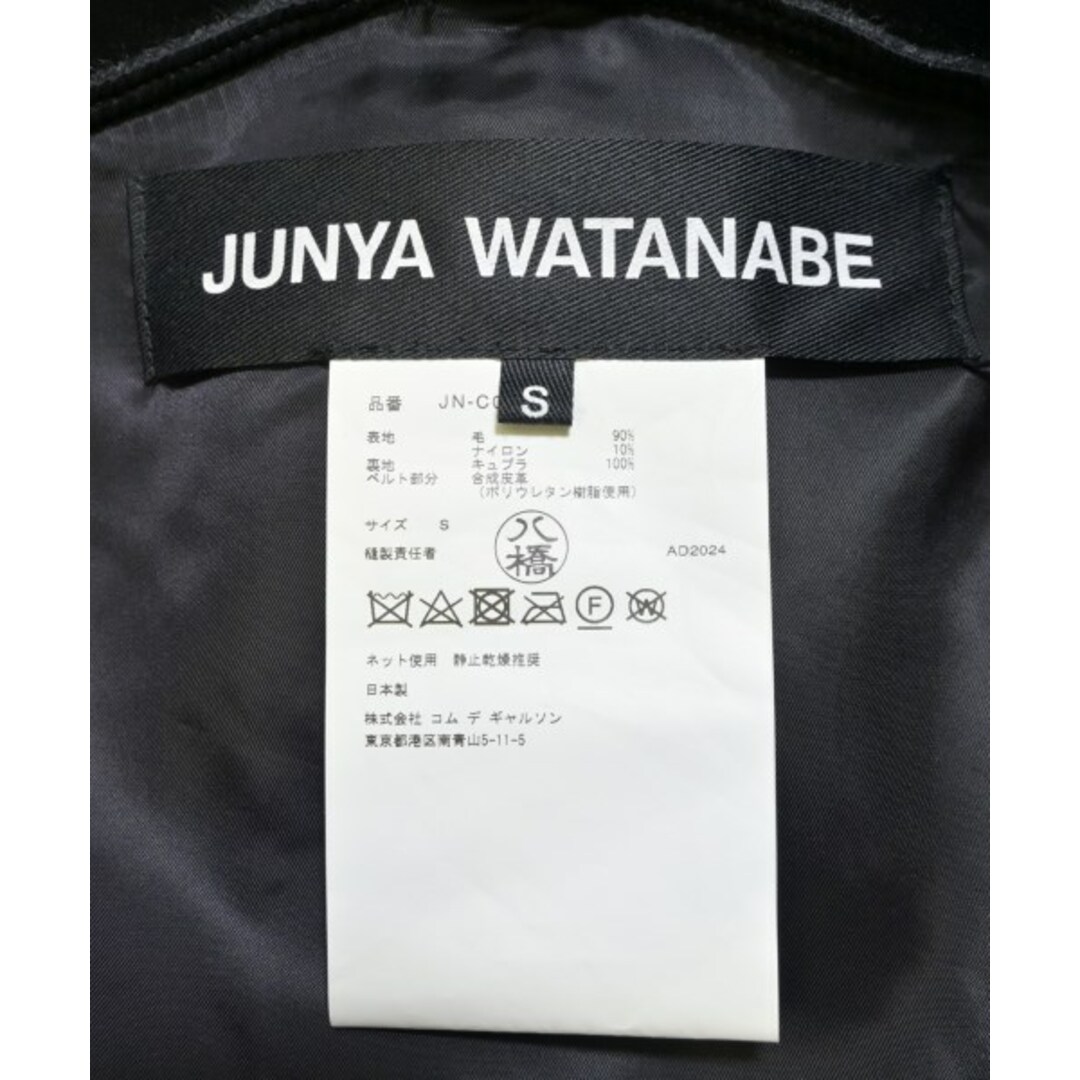 JUNYA WATANABE
S
品番 JN-C
表地 毛 90%
ナイロン 10%
裏地 キュプラ 100%
ベルト部分 合成皮革
(ポリウレタン樹脂使用)
サイズ S
縫製責任者 八橋 AD2024
F W
ネット使用 静止乾燥推奨
日本製
株式会社 コム デ ギャルソン
東京都港区南青山5-11-5